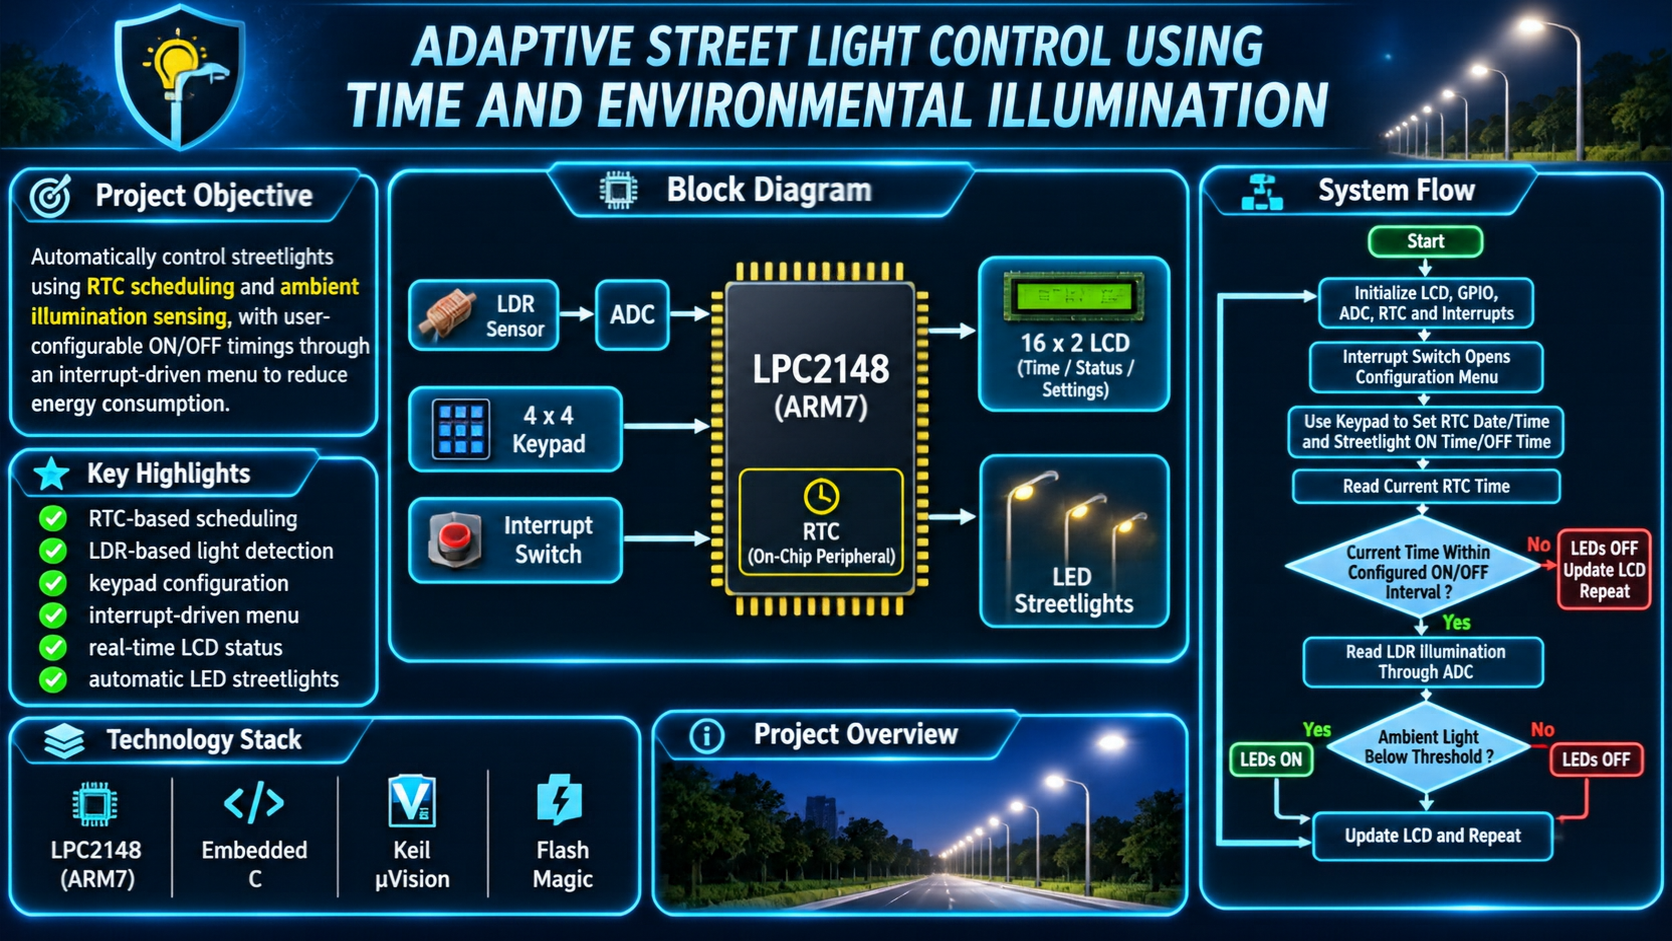 ADAPTIVE STREET LIGHT CONTROL USING
TIME AND ENVIRONMENTAL ILLUMINATION
Project Objective
Automatically control streetlights
using RTC scheduling and ambient
illumination sensing, with user-
configurable ON/OFF timings through
an interrupt-driven menu to reduce
energy consumption.
Key Highlights
RTC-based scheduling
LDR-based light detection
keypad configuration
interrupt-driven menu
real-time LCD status
automatic LED streetlights
Technology Stack
LPC2148
(ARM7)
Embedded
C
Keil
µVision
Flash
Magic
Block Diagram
LDR
Sensor
ADC
4 x 4
Keypad
Interrupt
Switch
LPC2148
(ARM7)
RTC
(On-Chip Peripheral)
16 x 2 LCD
(Time / Status /
Settings)
LED
Streetlights
Project Overview
System Flow
Start
Initialize LCD, GPIO,
ADC, RTC and Interrupts
Interrupt Switch Opens
Configuration Menu
Use Keypad to Set RTC Date/Time
and Streetlight ON Time/OFF Time
Read Current RTC Time
Current Time Within
Configured ON/OFF
Interval ?
No
LEDs OFF
Update LCD
Repeat
Yes
Read LDR illumination
Through ADC
Ambient Light
Below Threshold ?
Yes
LEDs ON
No
LEDs OFF
Update LCD and Repeat